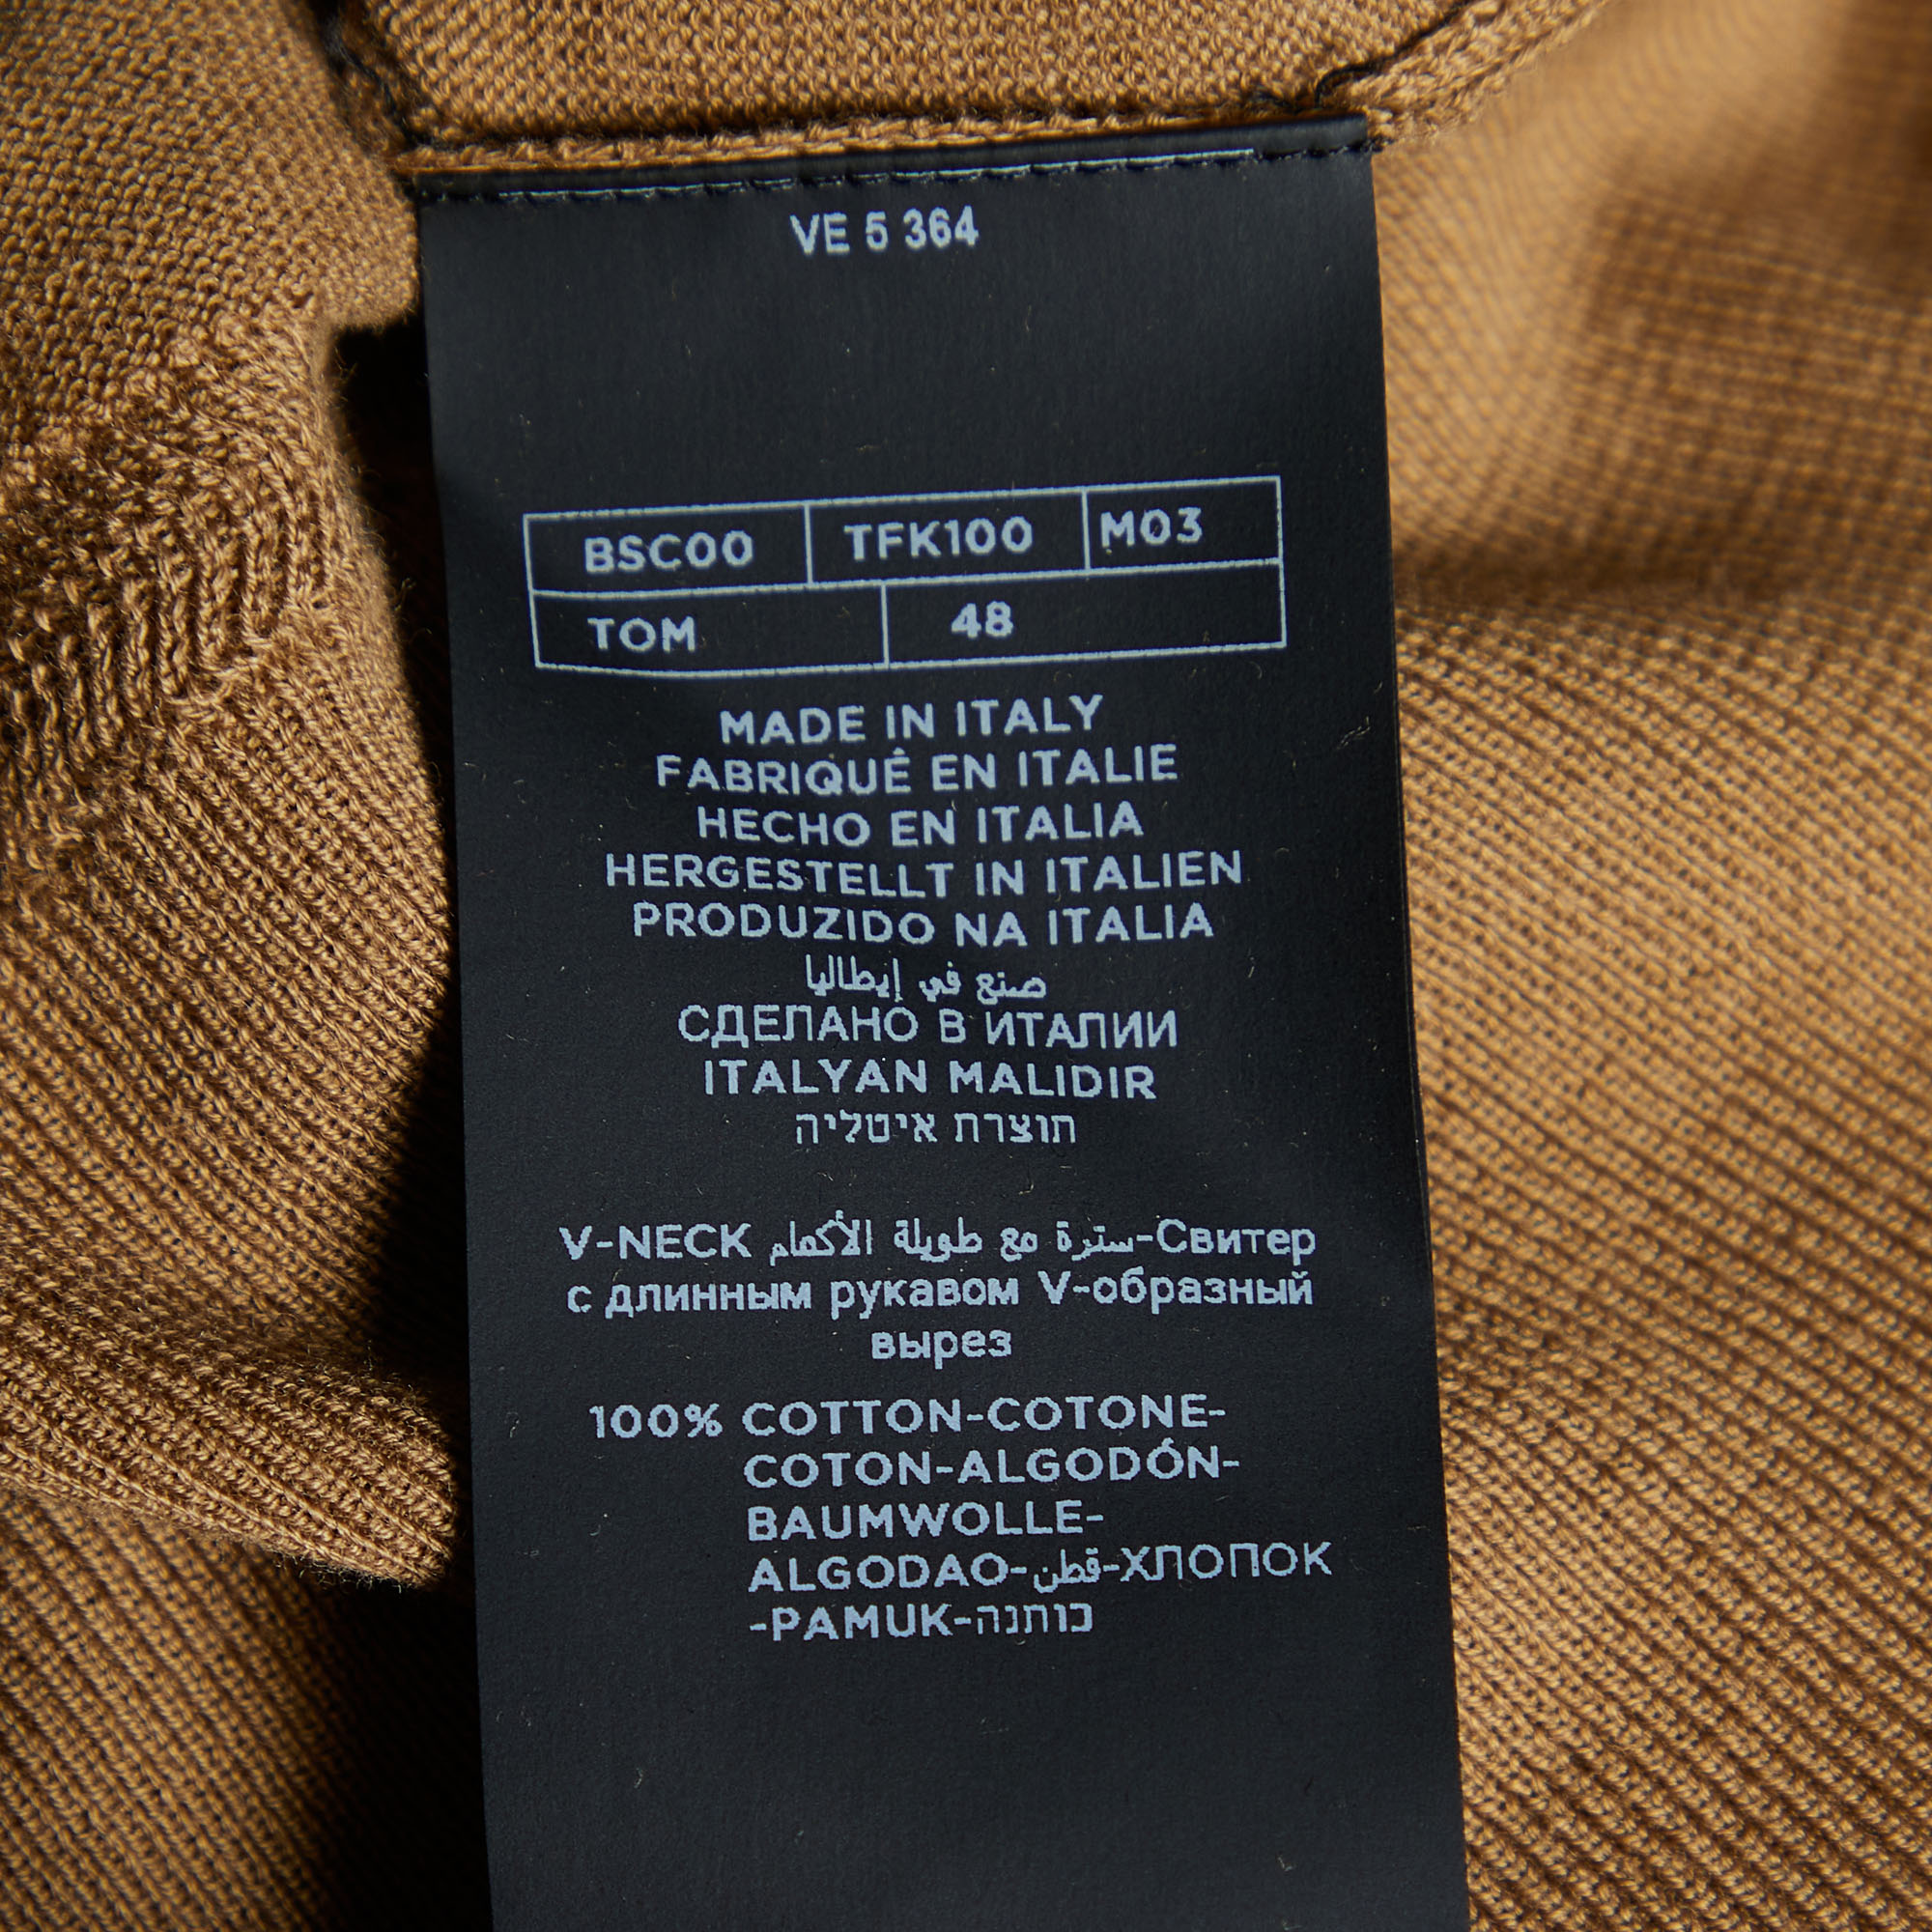 VE 5 364
BSC00 TFK100 M03
TOM 48
MADE IN ITALY
FABRIQUÉ EN ITALIE
HECHO EN ITALIA
HERGESTELLT IN ITALIEN
PRODUZIDO NA ITALIA
صنع في إيطاليا
СДЕЛАНО В ИТАЛИИ
ITALYAN MALIDIR
תוצרת איטליה
V-NECK سترة مع طويلة الأكمام-Свитер
с длинным рукавом V-образный
вырез
100% COTTON-COTONE-
COTON-ALGODÓN-
BAUMWOLLE-
ALGODAO-قطن-ХЛОПОК
-PAMUK-כותנה